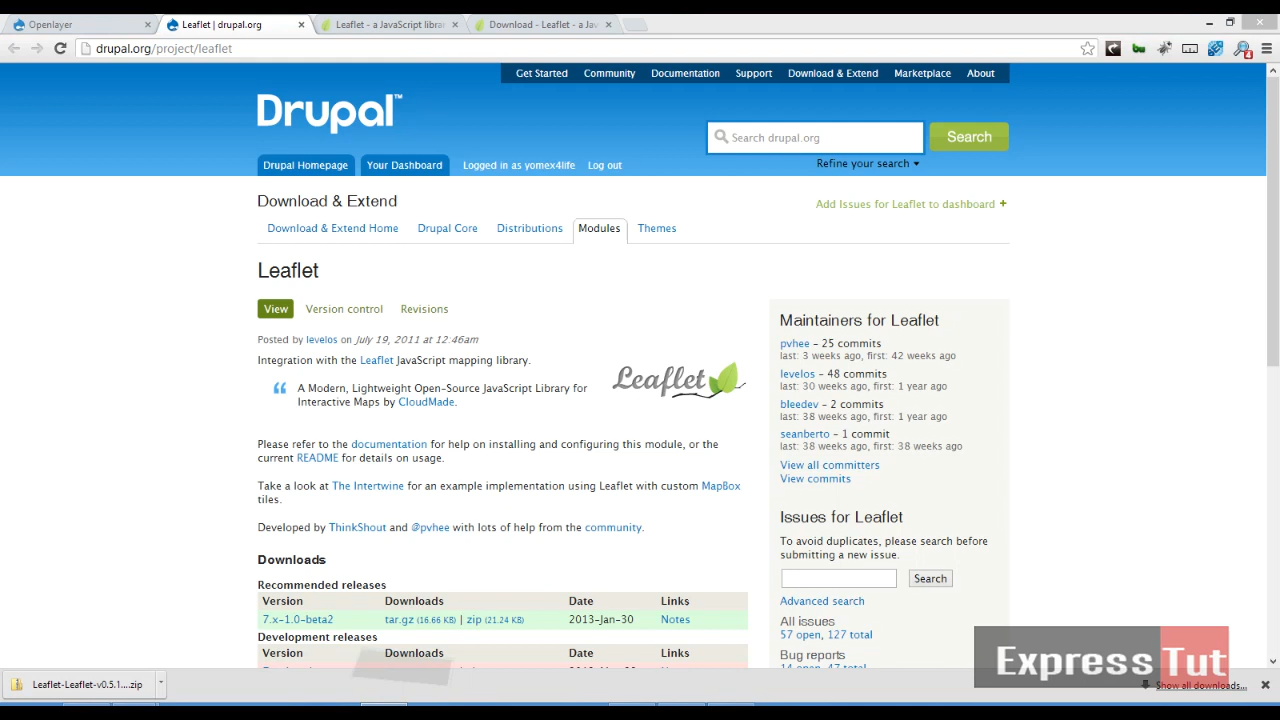 Openlayer
Leaflet | drupal.org
Leaflet - a JavaScript librar
Download - Leaflet - a Jav
drupal.org/project/leaflet
Get Started Community Documentation Support Download & Extend Marketplace About
Drupal™
Search drupal.org
Search
Refine your search
Drupal Homepage Your Dashboard Logged in as yomex4life Log out
Download & Extend
Add Issues for Leaflet to dashboard +
Download & Extend Home Drupal Core Distributions Modules Themes
Leaflet
View Version control Revisions
Posted by levelos on July 19, 2011 at 12:46am
Integration with the Leaflet JavaScript mapping library.
“ A Modern, Lightweight Open-Source JavaScript Library for
Interactive Maps by CloudMade.
Leaflet
Please refer to the documentation for help on installing and configuring this module, or the
current README for details on usage.
Take a look at The Intertwine for an example implementation using Leaflet with custom MapBox
tiles.
Developed by ThinkShout and @pvhee with lots of help from the community.
Downloads
Recommended releases
Version Downloads Date Links
7.x-1.0-beta2 tar.gz (16.66 KB) | zip (21.24 KB) 2013-Jan-30 Notes
Development releases
Version Downloads Date Links
Maintainers for Leaflet
pvhee – 25 commits
last: 3 weeks ago, first: 42 weeks ago
levelos – 48 commits
last: 30 weeks ago, first: 1 year ago
bleedev – 2 commits
last: 38 weeks ago, first: 1 year ago
seanberto – 1 commit
last: 38 weeks ago, first: 38 weeks ago
View all committers
View commits
Issues for Leaflet
To avoid duplicates, please search before
submitting a new issue.
Search
Advanced search
All issues
57 open, 127 total
Bug reports
14 open, 47 total
Express Tut
Leaflet-Leaflet-v0.5.1....zip
Show all downloads...